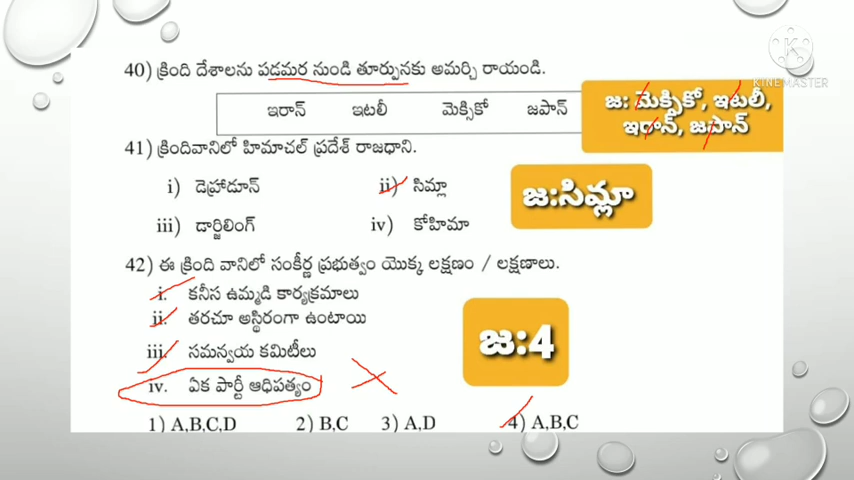 KINEMASTER
40) క్రింది దేశాలను పడమర నుండి తూర్పునకు అమర్చి రాయండి.
ఇరాన్ ఇటలీ మెక్సికో జపాన్
జ: మెక్సికో, ఇటలీ,
ఇరాన్, జపాన్
41) క్రిందివానిలో హిమాచల్ ప్రదేశ్ రాజధాని.
i) డెహ్రాడూన్ ii) సిమ్లా
జ:సిమ్లా
iii) డార్జిలింగ్ iv) కోహిమా
42) ఈ క్రింది వానిలో సంకీర్ణ ప్రభుత్వం యొక్క లక్షణం / లక్షణాలు.
i. కనీస ఉమ్మడి కార్యక్రమాలు
ii. తరచూ అస్థిరంగా ఉంటాయి
జ:4
iii. సమన్వయ కమిటీలు
iv. ఏక పార్టీ ఆధిపత్యం
1) A,B,C,D 2) B,C 3) A,D 4) A,B,C